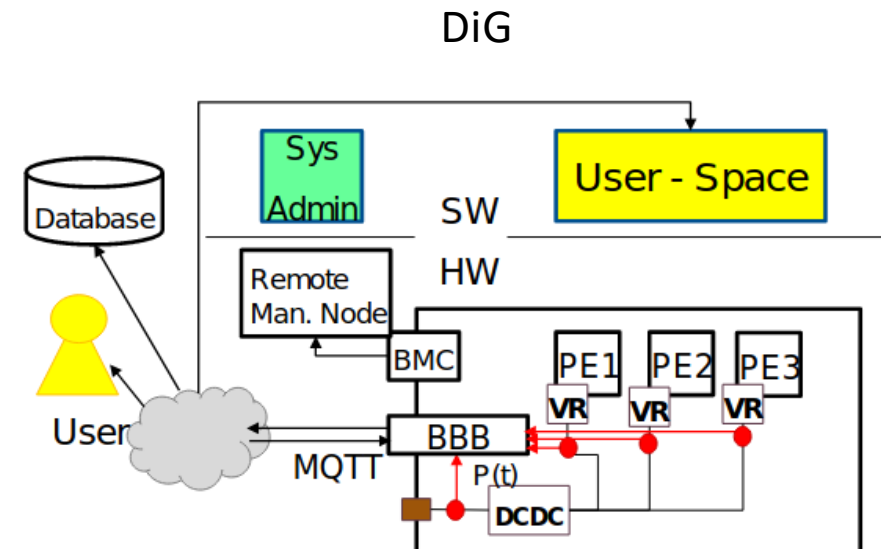 DiG
Sys
Admin
User - Space
Database
SW
HW
Remote
Man. Node
BMC
PE1
PE2
PE3
VR
VR
VR
User
BBB
MQTT
P(t)
DCDC